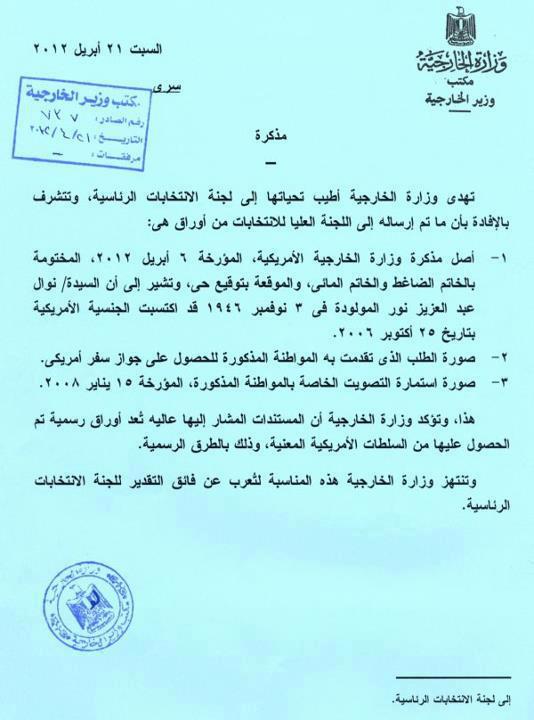 وزارة الخارجية
مكتب
وزير الخارجية
السبت ٢١ أبريل ٢٠١٢
سرى
مكتب وزير الخارجية
رقم الصادر: ٧٣٧
التاريخ: ٢٠١٢/٤/٢١
مرفقات: -
مذكرة
تهدى وزارة الخارجية أطيب تحياتها إلى لجنة الانتخابات الرئاسية، وتتشرف
بالإفادة بأن ما تم إرساله إلى اللجنة العليا للانتخابات من أوراق هى:
١- أصل مذكرة وزارة الخارجية الأمريكية، المؤرخة ٦ أبريل ٢٠١٢، المختومة
بالخاتم الضاغط والخاتم المائى، والموقعة بتوقيع حى، وتشير إلى أن السيدة/ نوال
عبد العزيز نور المولودة فى ٣ نوفمبر ١٩٤٦ قد اكتسبت الجنسية الأمريكية
بتاريخ ٢٥ أكتوبر ٢٠٠٦.
٢- صورة الطلب الذى تقدمت به المواطنة المذكورة للحصول على جواز سفر أمريكى.
٣- صورة استمارة التصويت الخاصة بالمواطنة المذكورة، المؤرخة ١٥ يناير ٢٠٠٨.
هذا، وتؤكد وزارة الخارجية أن المستندات المشار إليها عاليه تُعد أوراق رسمية تم
الحصول عليها من السلطات الأمريكية المعنية، وذلك بالطرق الرسمية.
وتنتهز وزارة الخارجية هذه المناسبة لتُعرب عن فائق التقدير للجنة الانتخابات
الرئاسية.
إلى لجنة الانتخابات الرئاسية.